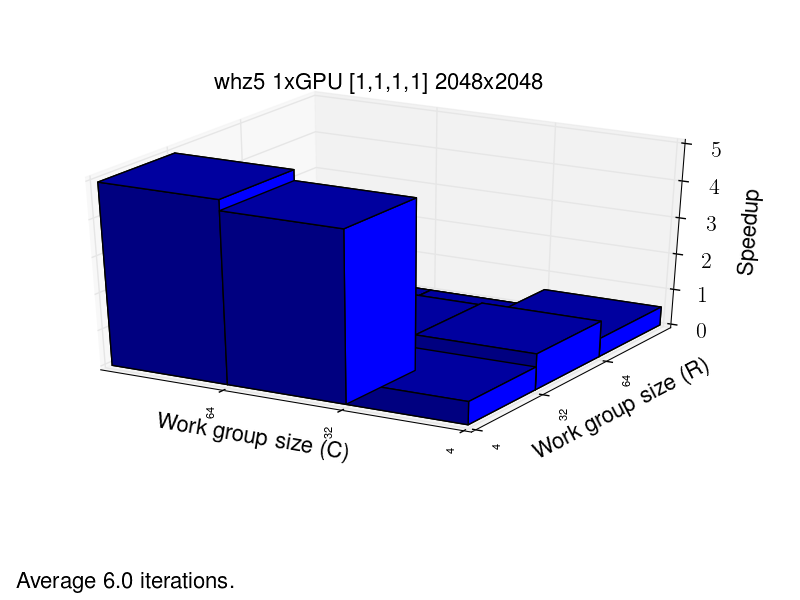 whz5 1xGPU [1,1,1,1] 2048x2048
5
4
3
2
1
0
Speedup
64
32
4
Work group size (C)
4
32
64
Work group size (R)
Average 6.0 iterations.